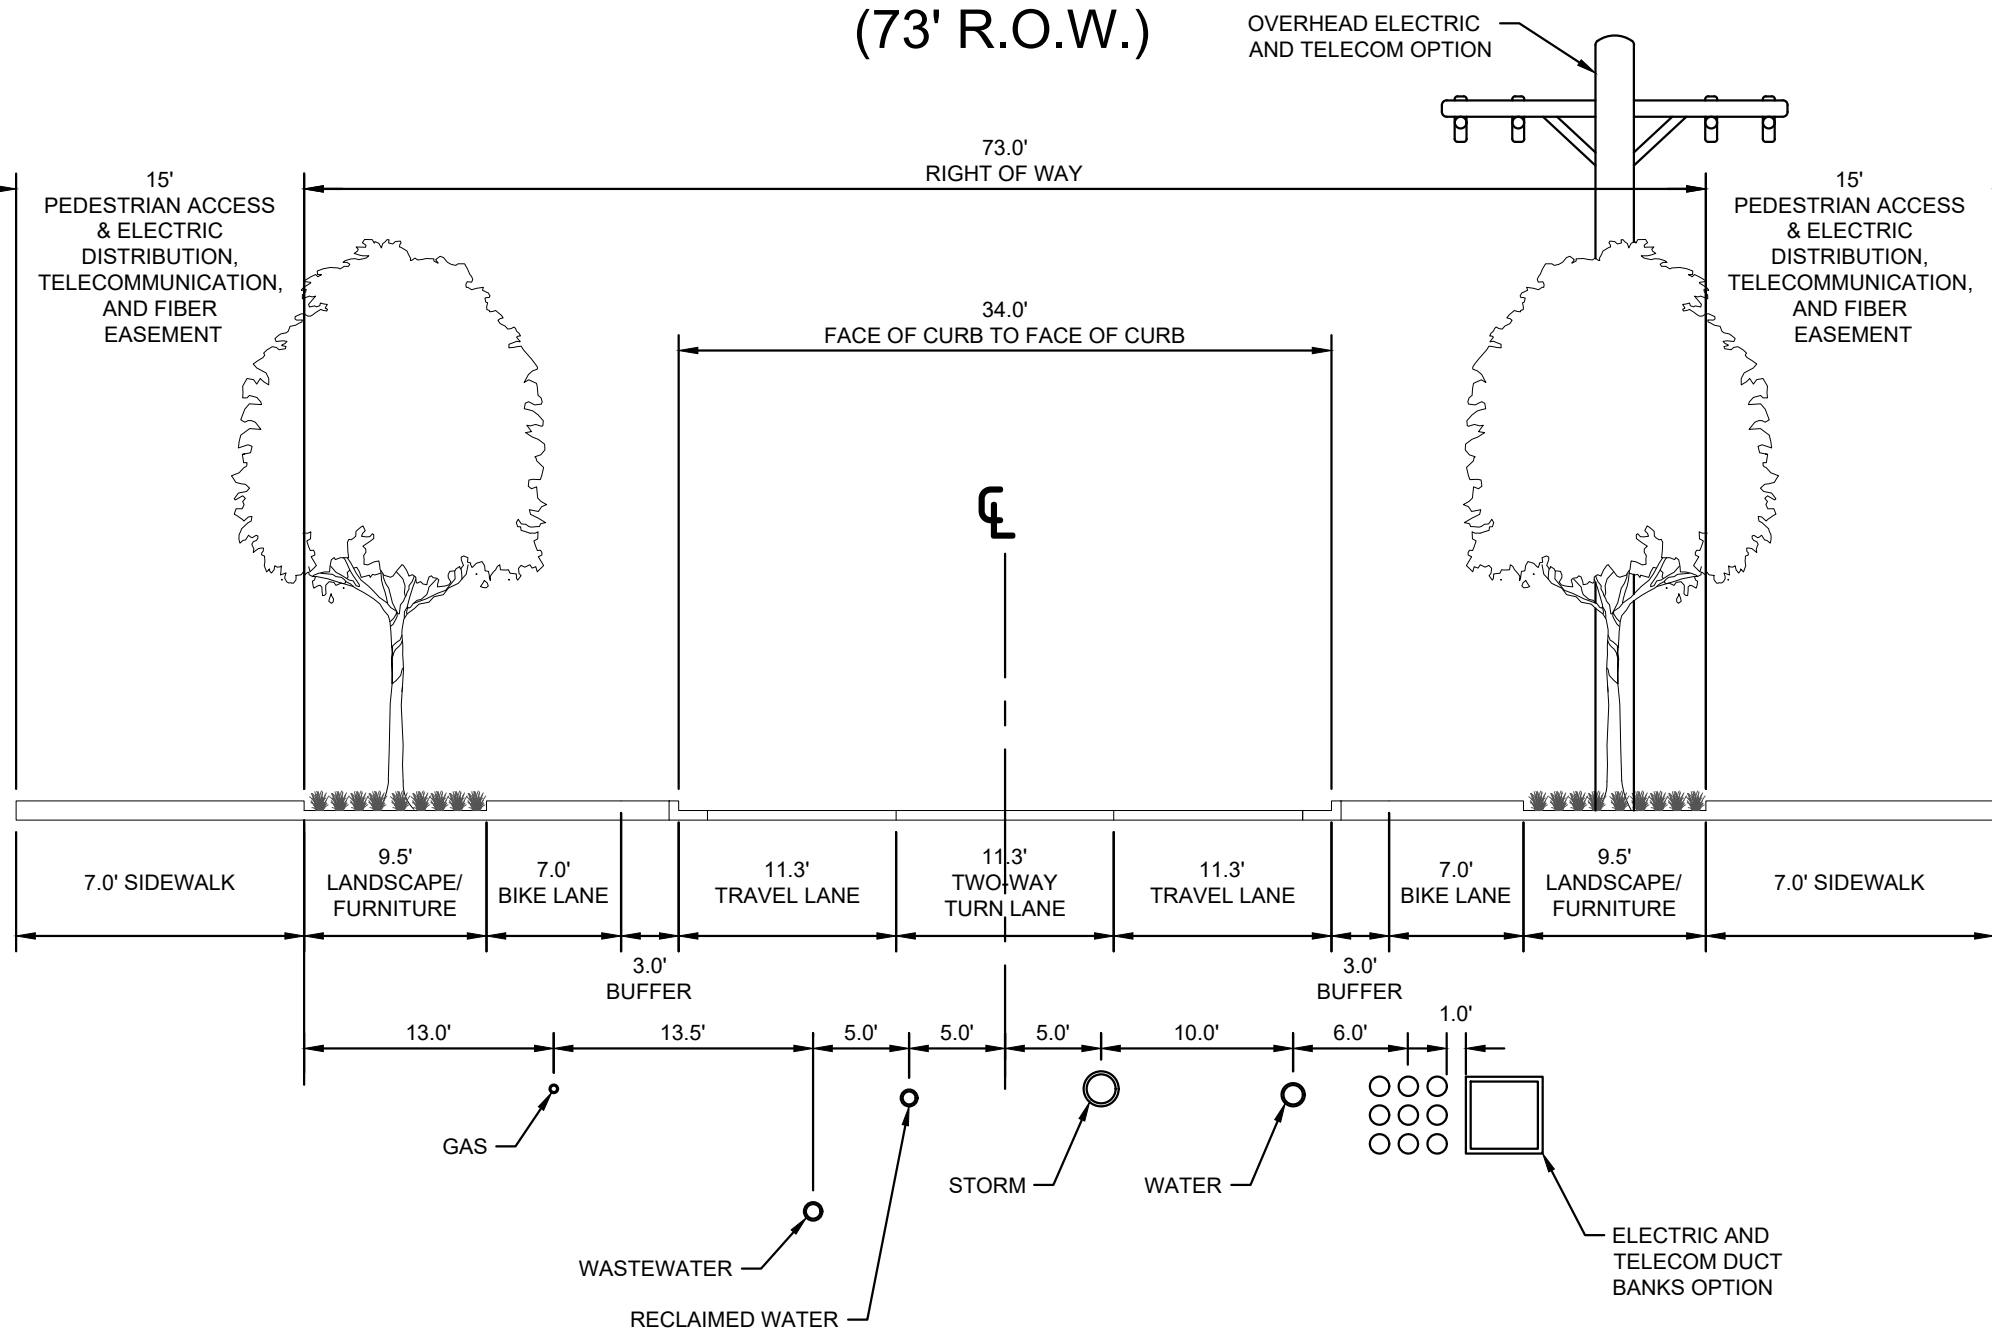 (73' R.O.W.)
OVERHEAD ELECTRIC
AND TELECOM OPTION
73.0'
RIGHT OF WAY
15'
PEDESTRIAN ACCESS
& ELECTRIC
DISTRIBUTION,
TELECOMMUNICATION,
AND FIBER
EASEMENT
15'
PEDESTRIAN ACCESS
& ELECTRIC
DISTRIBUTION,
TELECOMMUNICATION,
AND FIBER
EASEMENT
34.0'
FACE OF CURB TO FACE OF CURB
CL
7.0' SIDEWALK
9.5'
LANDSCAPE/
FURNITURE
7.0'
BIKE LANE
11.3'
TRAVEL LANE
11.3'
TWO-WAY
TURN LANE
11.3'
TRAVEL LANE
7.0'
BIKE LANE
9.5'
LANDSCAPE/
FURNITURE
7.0' SIDEWALK
3.0'
BUFFER
3.0'
BUFFER
13.0'
13.5'
5.0'
5.0'
5.0'
10.0'
6.0'
1.0'
GAS
STORM
WATER
WASTEWATER
RECLAIMED WATER
ELECTRIC AND
TELECOM DUCT
BANKS OPTION